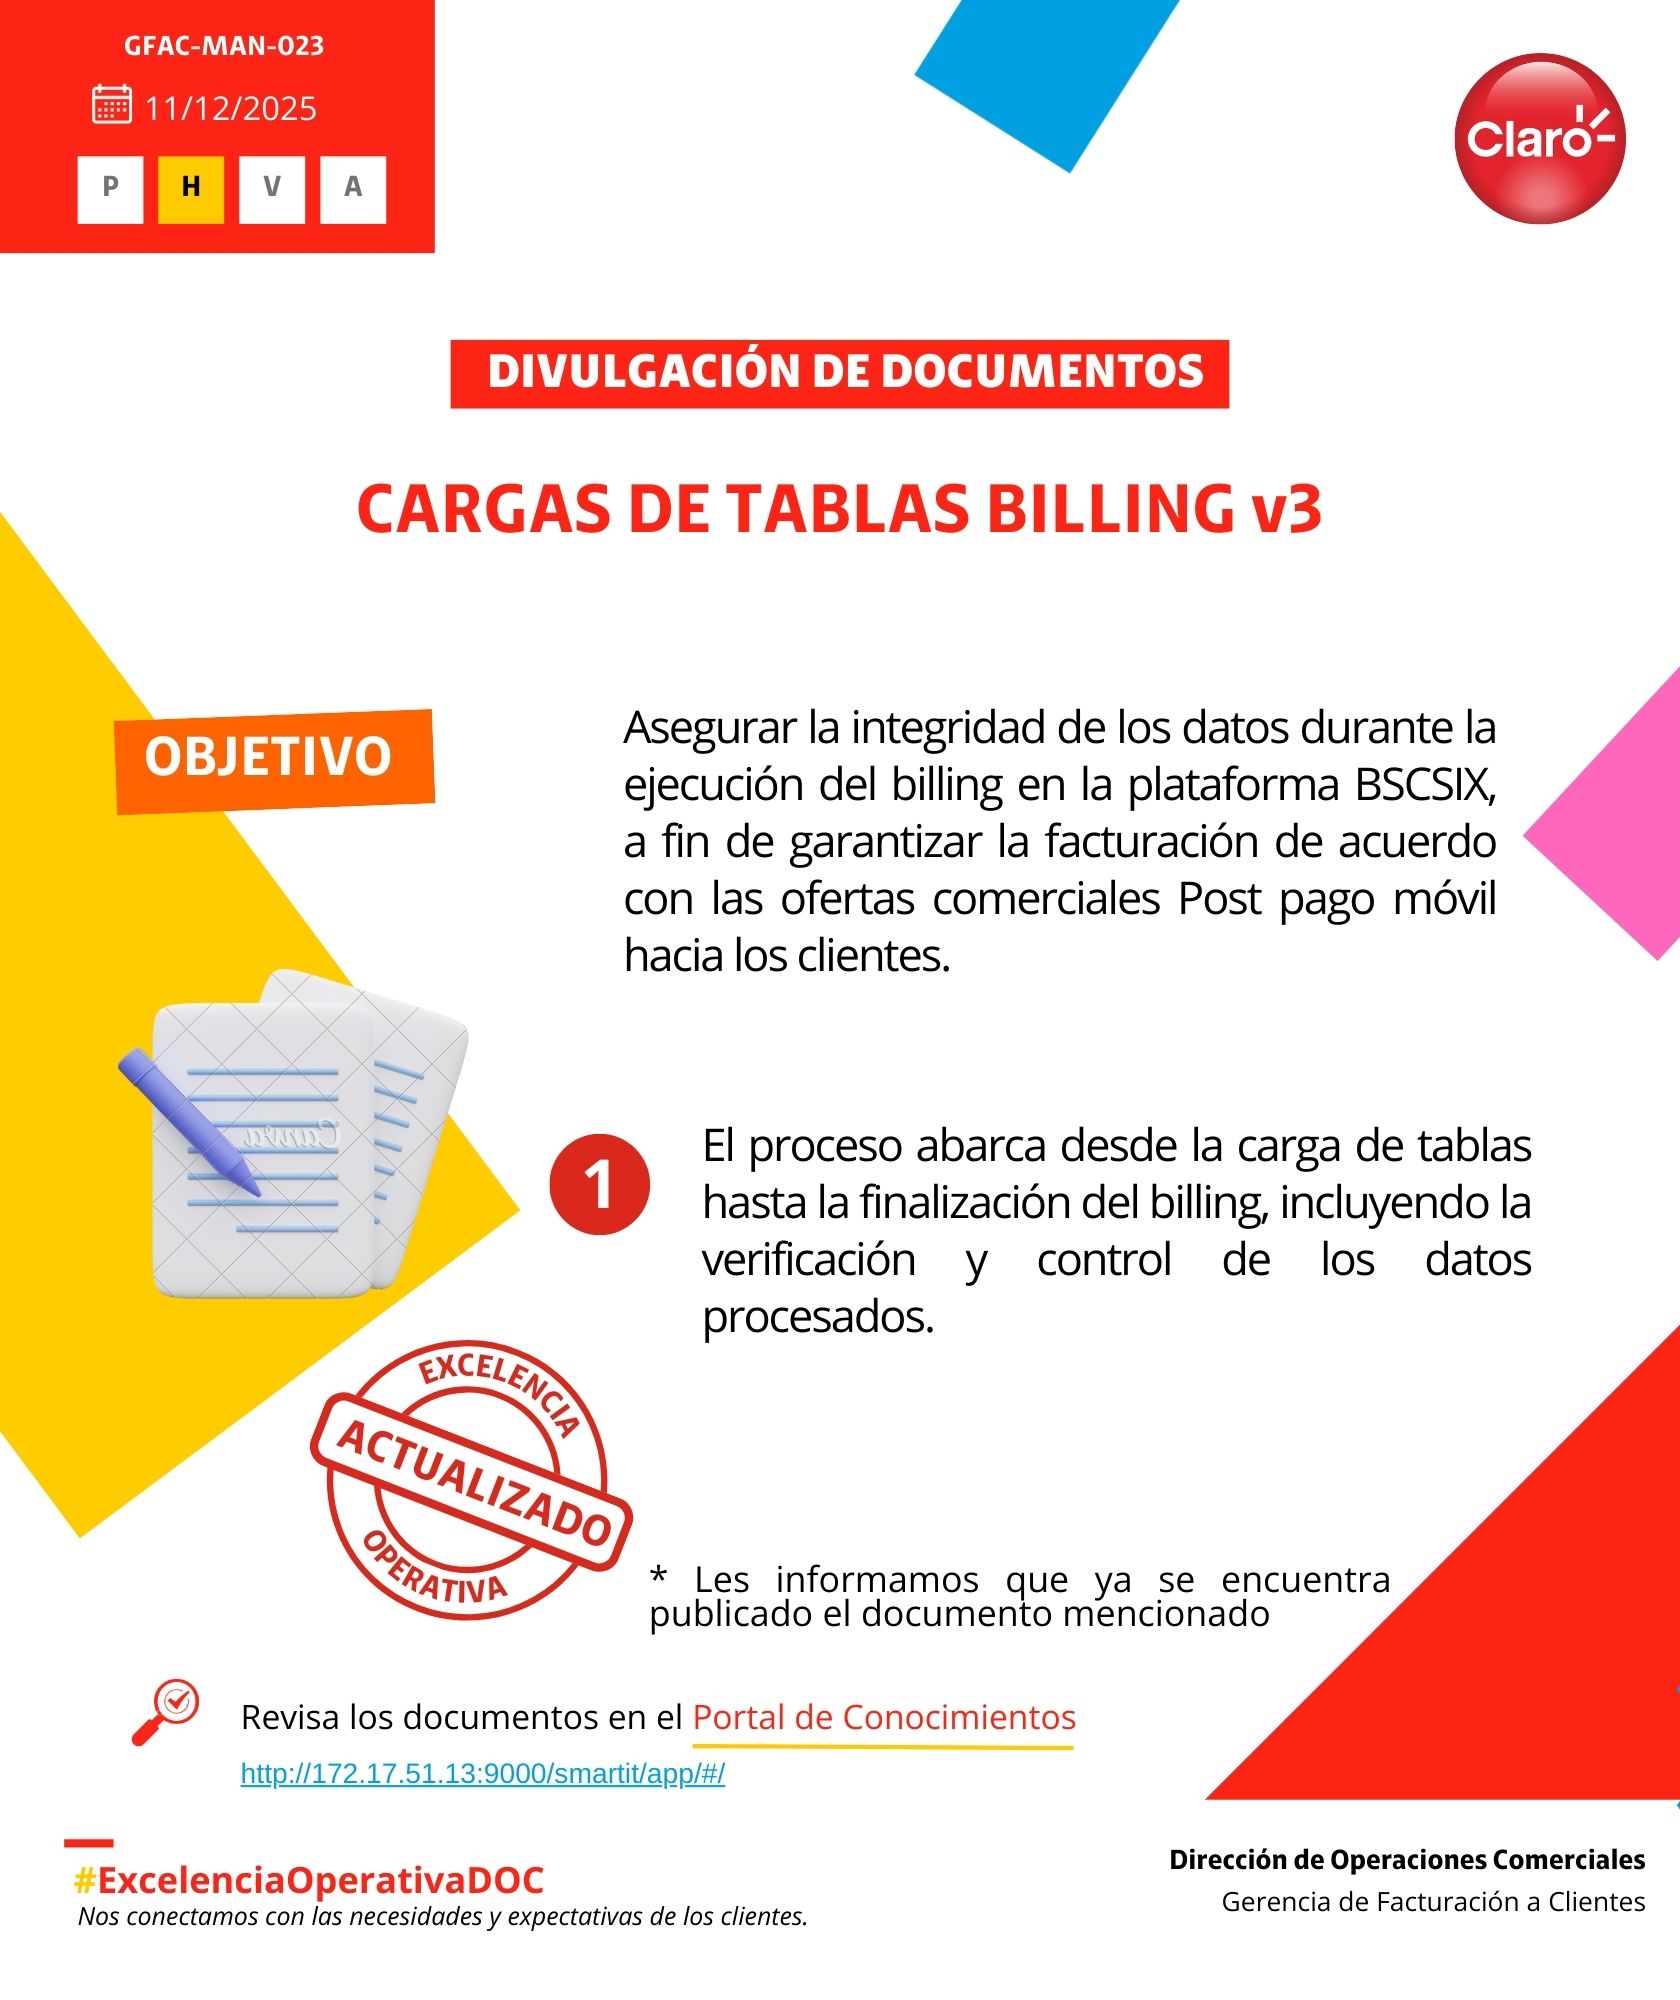 GFAC-MAN-023
11/12/2025
P H V A
Claro
DIVULGACIÓN DE DOCUMENTOS
CARGAS DE TABLAS BILLING v3
OBJETIVO
Asegurar la integridad de los datos durante la
ejecución del billing en la plataforma BSCSIX,
a fin de garantizar la facturación de acuerdo
con las ofertas comerciales Post pago móvil
hacia los clientes.
Canva
1
El proceso abarca desde la carga de tablas
hasta la finalización del billing, incluyendo la
verificación y control de los datos
procesados.
EXCELENCIA
ACTUALIZADO
OPERATIVA
* Les informamos que ya se encuentra
publicado el documento mencionado
Revisa los documentos en el Portal de Conocimientos
http://172.17.51.13:9000/smartit/app/#/
#ExcelenciaOperativaDOC
Nos conectamos con las necesidades y expectativas de los clientes.
Dirección de Operaciones Comerciales
Gerencia de Facturación a Clientes